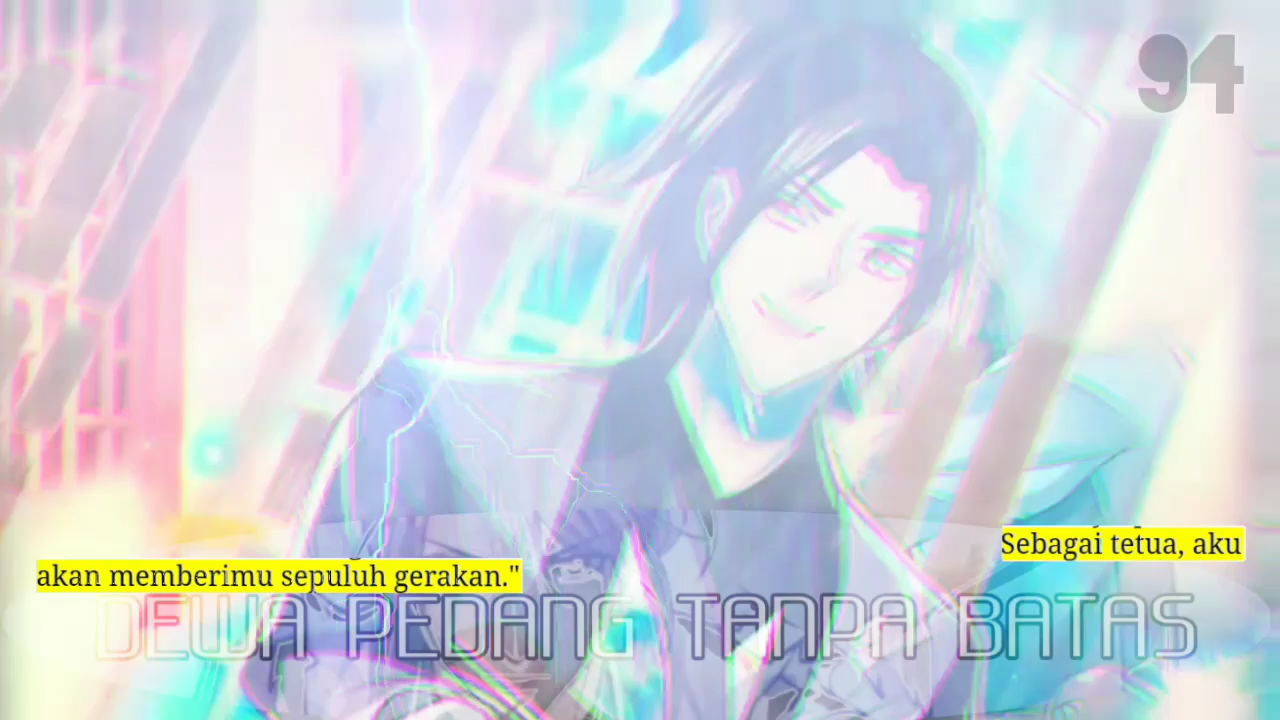 94
Sebagai tetua, aku
akan memberimu sepuluh gerakan."
DEWA PEDANG TANPA BATAS